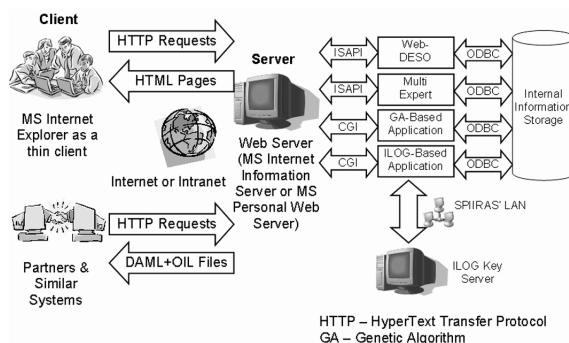 Client
HTTP Requests
HTML Pages
MS Internet
Explorer as a
thin client
Internet or Intranet
Server
Web Server
(MS Internet
Information
Server or MS
Personal Web
Server)
HTTP Requests
DAML+OIL Files
Partners &
Similar
Systems
ISAPI
Web-
DESO
ODBC
ISAPI
Multi
Expert
ODBC
CGI
GA-Based
Application
ODBC
CGI
ILOG-Based
Application
ODBC
Internal
Information
Storage
SPIIRAS' LAN
ILOG Key
Server
HTTP – HyperText Transfer Protocol
GA – Genetic Algorithm